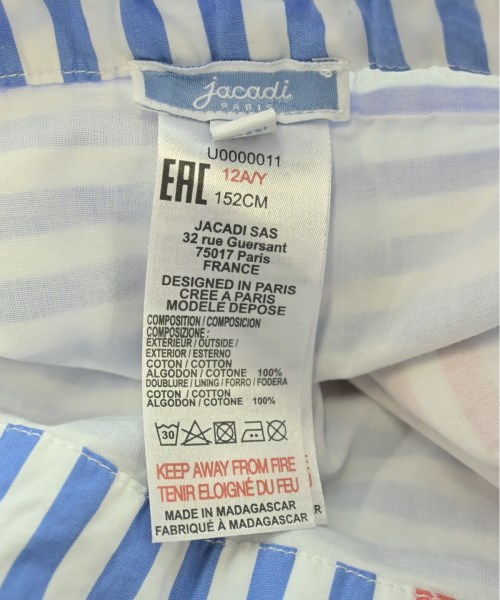 jacadi
PARIS
U0000011
EAC
12A/Y
152CM
JACADI SAS
32 rue Guersant
75017 Paris
FRANCE
DESIGNED IN PARIS
CREE A PARIS
MODELE DEPOSE
COMPOSITION / COMPOSICION
COMPOSIZIONE :
EXTÉRIEUR / OUTSIDE /
EXTERIOR / ESTERNO
COTON / COTTON
ALGODON / COTONE 100%
DOUBLURE / LINING / FORRO / FODERA
COTON / COTTON
ALGODON / COTONE 100%
30
KEEP AWAY FROM FIRE
TENIR ELOIGNÉ DU FEU
MADE IN MADAGASCAR
FABRIQUÉ À MADAGASCAR